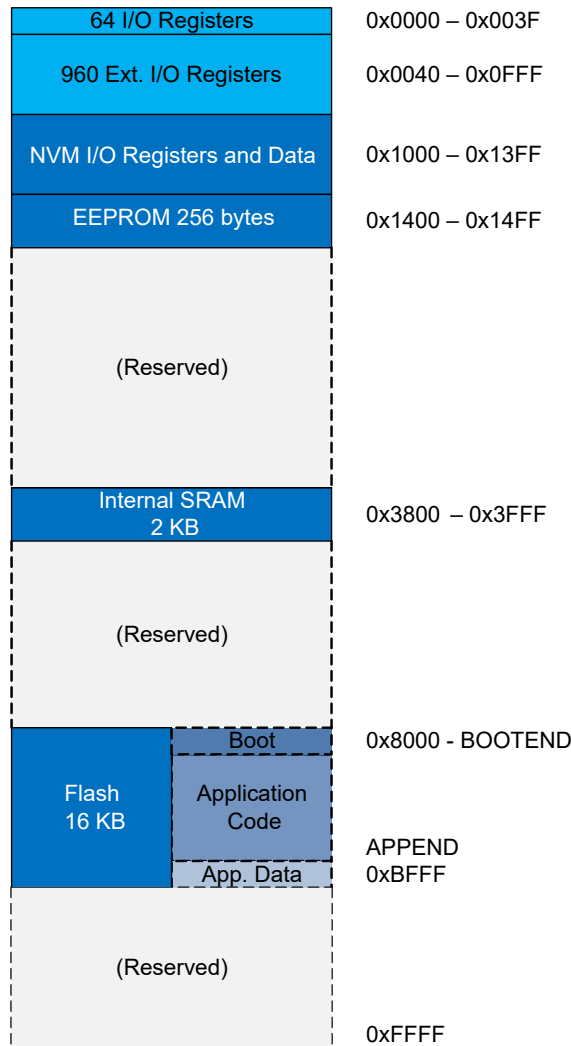 64 I/O Registers 0x0000 – 0x003F
960 Ext. I/O Registers 0x0040 – 0x0FFF
NVM I/O Registers and Data 0x1000 – 0x13FF
EEPROM 256 bytes 0x1400 – 0x14FF
(Reserved)
Internal SRAM
2 KB
0x3800 – 0x3FFF
(Reserved)
Boot 0x8000 - BOOTEND
Flash
16 KB
Application
Code
APPEND
App. Data 0xBFFF
(Reserved)
0xFFFF